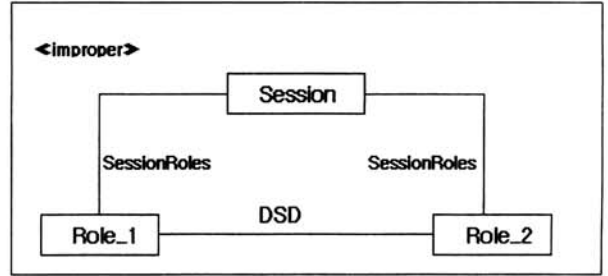 <improper>
Session
SessionRoles SessionRoles
DSD
Role_1 Role_2